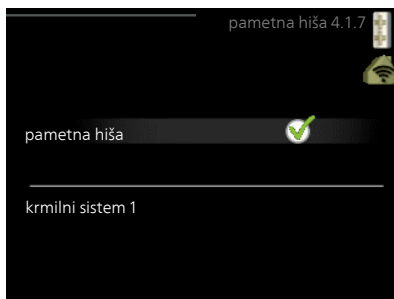 pametna hiša 4.1.7
pametna hiša
krmilni sistem 1